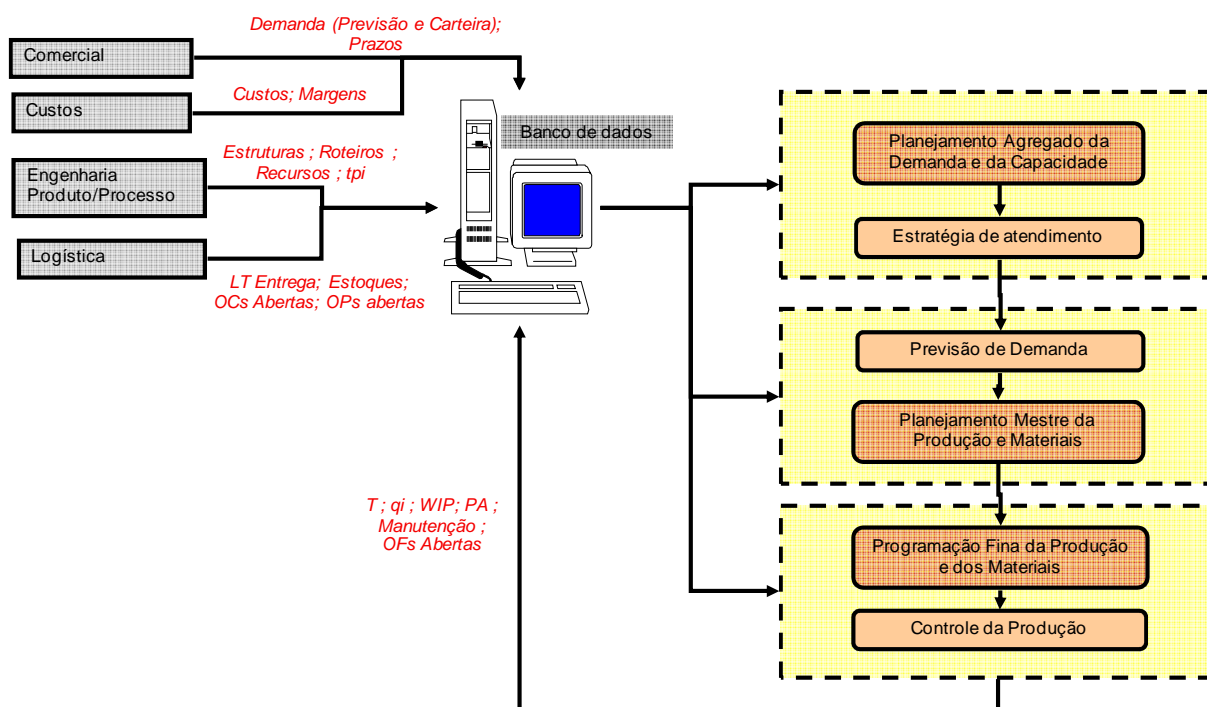 Demanda (Previsão e Carteira);
Prazos
Comercial
Custos; Margens
Custos
Banco de dados
Estruturas ; Roteiros ;
Recursos ; tpi
Engenharia
Produto/Processo
Logística
LT Entrega; Estoques;
OCs Abertas; OPs abertas
T ; qi ; WIP; PA ;
Manutenção ;
OFs Abertas
Planejamento Agregado da
Demanda e da Capacidade
Estratégia de atendimento
Previsão de Demanda
Planejamento Mestre da
Produção e Materiais
Programação Fina da Produção
e dos Materiais
Controle da Produção